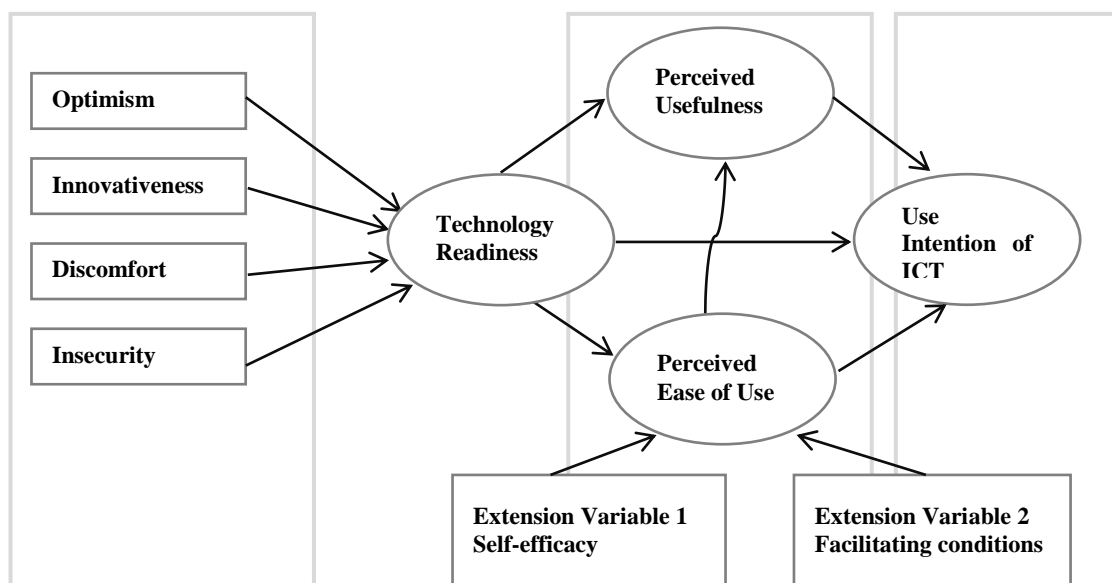 Optimism
Innovativeness
Discomfort
Insecurity
Technology
Readiness
Perceived
Usefulness
Perceived
Ease of Use
Use
Intention of
ICT
Extension Variable 1
Self-efficacy
Extension Variable 2
Facilitating conditions